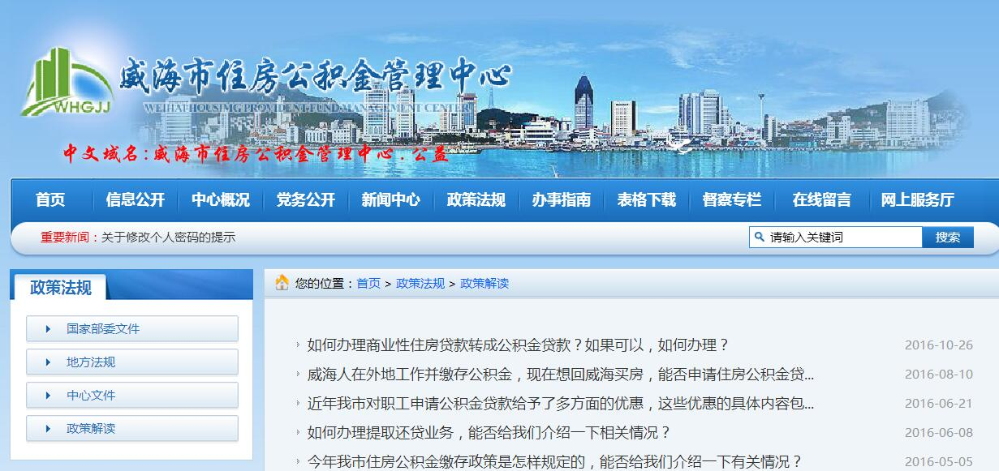 威海市住房公积金管理中心
WHGJJ
WEIHAI HOUSIMG PROVIDENT FUND MANAGEMENT CENTER
中文域名:威海市住房公积金管理中心.公益
首页 信息公开 中心概况 党务公开 新闻中心 政策法规 办事指南 表格下载 督察专栏 在线留言 网上服务厅
重要新闻：关于修改个人密码的提示 请输入关键词 搜索
政策法规
国家部委文件
地方法规
中心文件
政策解读
您的位置：首页 > 政策法规 > 政策解读
如何办理商业性住房贷款转成公积金贷款？如果可以，如何办理？ 2016-10-26
威海人在外地工作并缴存公积金，现在想回威海买房，能否申请住房公积金贷... 2016-08-10
近年我市对职工申请公积金贷款给予了多方面的优惠，这些优惠的具体内容包... 2016-06-21
如何办理提取还贷业务，能否给我们介绍一下相关情况？ 2016-06-08
今年我市住房公积金缴存政策是怎样规定的，能否给我们介绍一下有关情况？ 2016-05-05